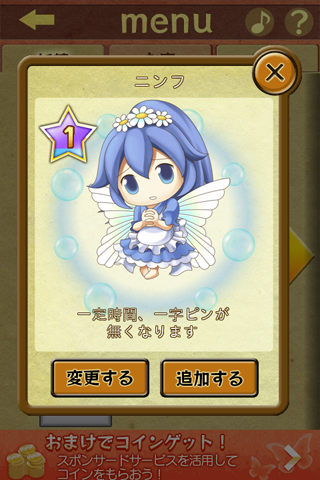 menu
?
ニンフ
1
一定時間、一字ピンが
無くなります
変更する
追加する
おまけでコインゲット！
スポンサードサービスを活用して
コインをもらおう！